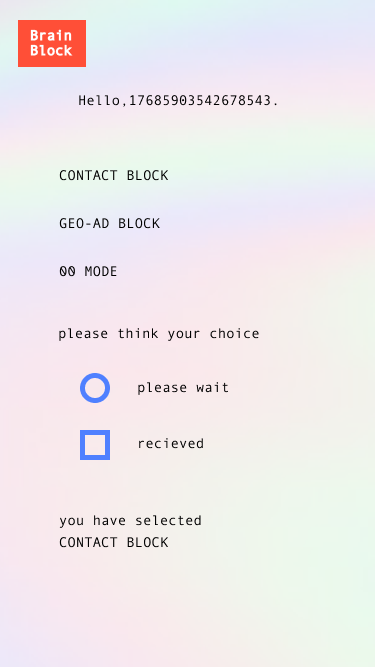 Brain
Block
Hello,17685903542678543.
CONTACT BLOCK
GEO-AD BLOCK
00 MODE
please think your choice
please wait
recieved
you have selected
CONTACT BLOCK